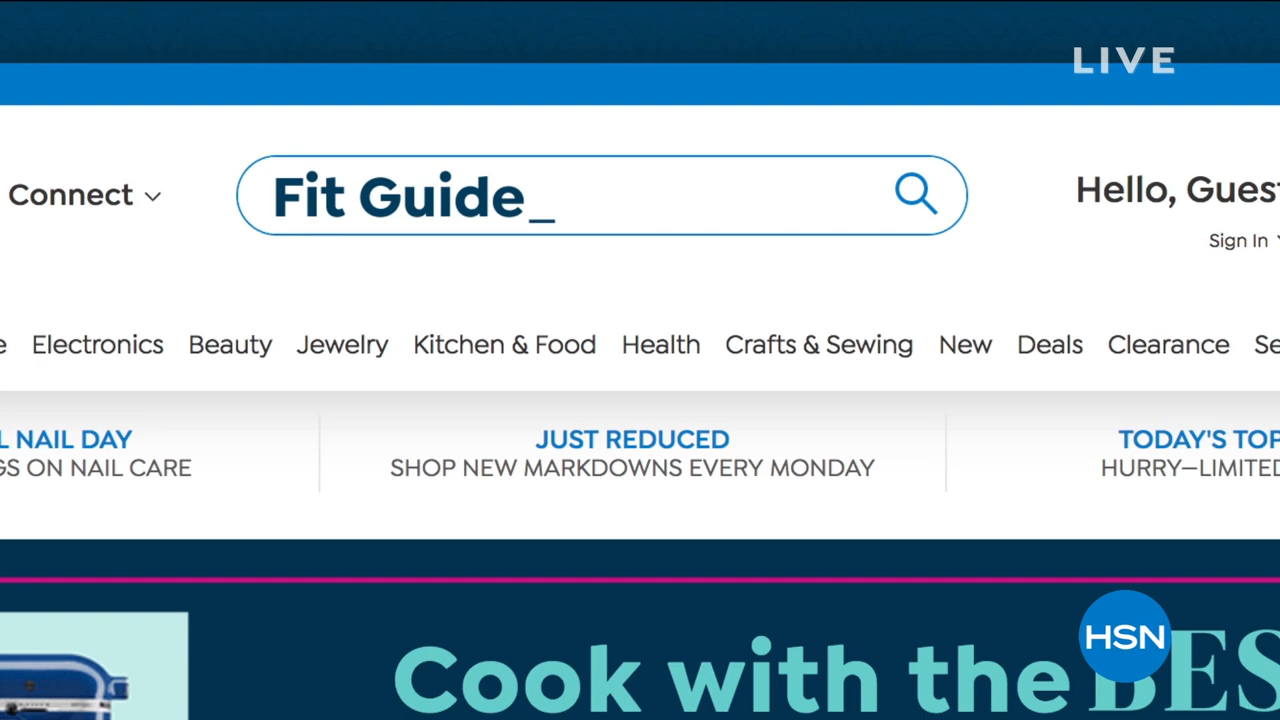 LIVE
Connect
Fit Guide_
Hello, Guest
Sign In
Electronics Beauty Jewelry Kitchen & Food Health Crafts & Sewing New Deals Clearance
L NAIL DAY
GS ON NAIL CARE
JUST REDUCED
SHOP NEW MARKDOWNS EVERY MONDAY
TODAY'S TOP
HURRY—LIMITED
HSN
Cook with the BES